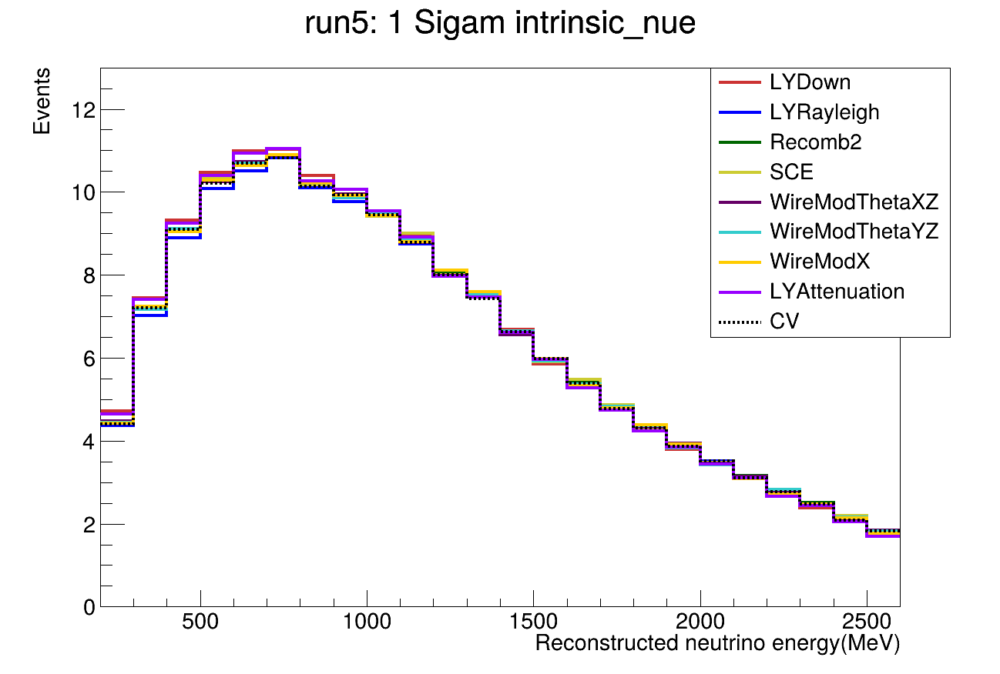 run5: 1 Sigam intrinsic_nue
Events
12
10
8
6
4
2
0
LYDown
LYRayleigh
Recomb2
SCE
WireModThetaXZ
WireModThetaYZ
WireModX
LYAttenuation
CV
500 1000 1500 2000 2500
Reconstructed neutrino energy(MeV)